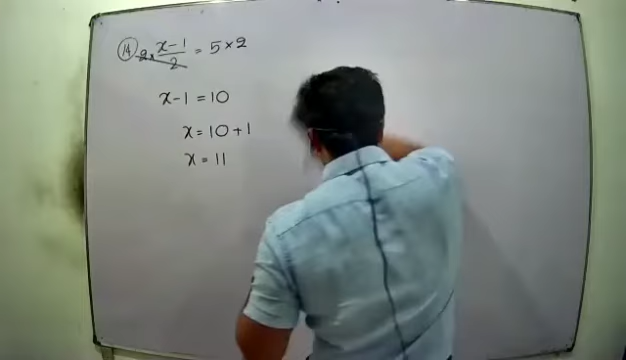 14 2 × x-1/2 = 5 × 2
x-1 = 10
x = 10 + 1
x = 11